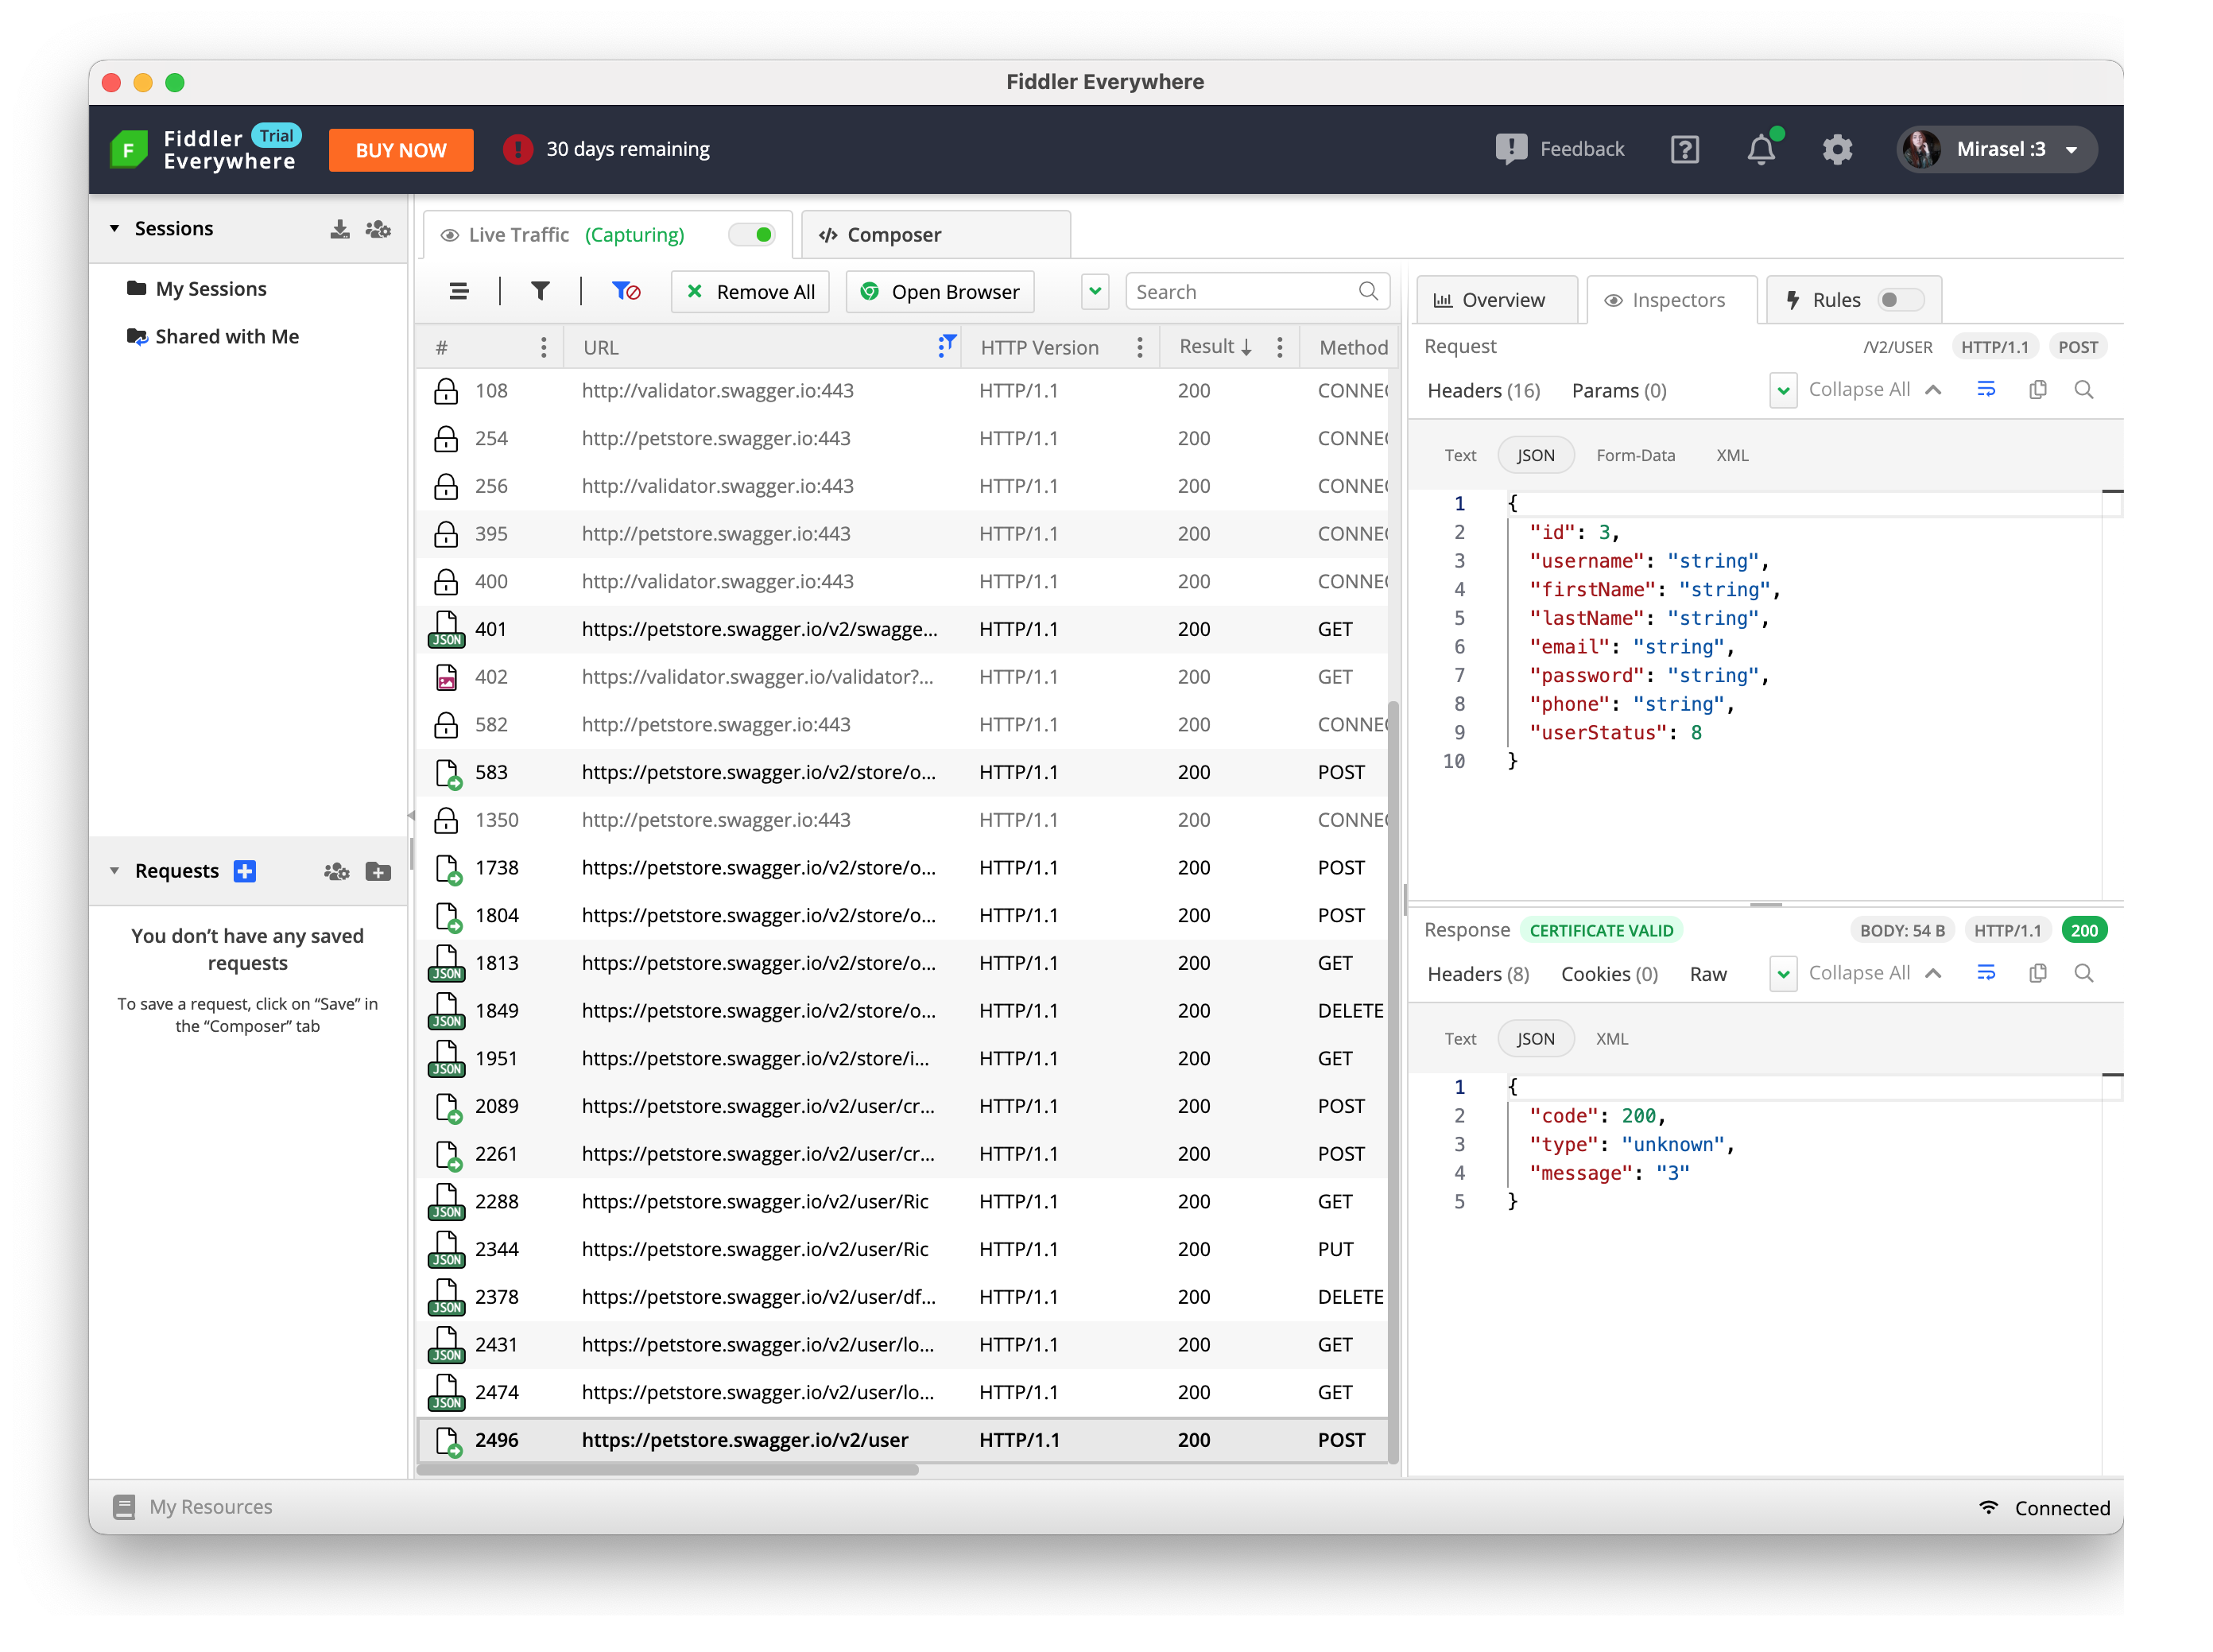 Fiddler Everywhere
Fiddler Everywhere Trial
BUY NOW
30 days remaining
Feedback
Mirasel :3
Sessions
My Sessions
Shared with Me
Requests
You don’t have any saved
requests
To save a request, click on “Save” in
the “Composer” tab
Live Traffic (Capturing)
Composer
Remove All
Open Browser
Search
# URL HTTP Version Result Method
108 http://validator.swagger.io:443 HTTP/1.1 200 CONNEC
254 http://petstore.swagger.io:443 HTTP/1.1 200 CONNEC
256 http://validator.swagger.io:443 HTTP/1.1 200 CONNEC
395 http://petstore.swagger.io:443 HTTP/1.1 200 CONNEC
400 http://validator.swagger.io:443 HTTP/1.1 200 CONNEC
JSON 401 https://petstore.swagger.io/v2/swagge... HTTP/1.1 200 GET
402 https://validator.swagger.io/validator?... HTTP/1.1 200 GET
582 http://petstore.swagger.io:443 HTTP/1.1 200 CONNEC
583 https://petstore.swagger.io/v2/store/o... HTTP/1.1 200 POST
1350 http://petstore.swagger.io:443 HTTP/1.1 200 CONNEC
1738 https://petstore.swagger.io/v2/store/o... HTTP/1.1 200 POST
1804 https://petstore.swagger.io/v2/store/o... HTTP/1.1 200 POST
JSON 1813 https://petstore.swagger.io/v2/store/o... HTTP/1.1 200 GET
JSON 1849 https://petstore.swagger.io/v2/store/o... HTTP/1.1 200 DELETE
JSON 1951 https://petstore.swagger.io/v2/store/i... HTTP/1.1 200 GET
2089 https://petstore.swagger.io/v2/user/cr... HTTP/1.1 200 POST
2261 https://petstore.swagger.io/v2/user/cr... HTTP/1.1 200 POST
JSON 2288 https://petstore.swagger.io/v2/user/Ric HTTP/1.1 200 GET
JSON 2344 https://petstore.swagger.io/v2/user/Ric HTTP/1.1 200 PUT
JSON 2378 https://petstore.swagger.io/v2/user/df... HTTP/1.1 200 DELETE
JSON 2431 https://petstore.swagger.io/v2/user/lo... HTTP/1.1 200 GET
JSON 2474 https://petstore.swagger.io/v2/user/lo... HTTP/1.1 200 GET
2496 https://petstore.swagger.io/v2/user HTTP/1.1 200 POST
Overview
Inspectors
Rules
Request /V2/USER HTTP/1.1 POST
Headers (16) Params (0) Collapse All
Text JSON Form-Data XML
1 {
2 "id": 3,
3 "username": "string",
4 "firstName": "string",
5 "lastName": "string",
6 "email": "string",
7 "password": "string",
8 "phone": "string",
9 "userStatus": 8
10 }
Response CERTIFICATE VALID BODY: 54 B HTTP/1.1 200
Headers (8) Cookies (0) Raw Collapse All
Text JSON XML
1 {
2 "code": 200,
3 "type": "unknown",
4 "message": "3"
5 }
My Resources
Connected